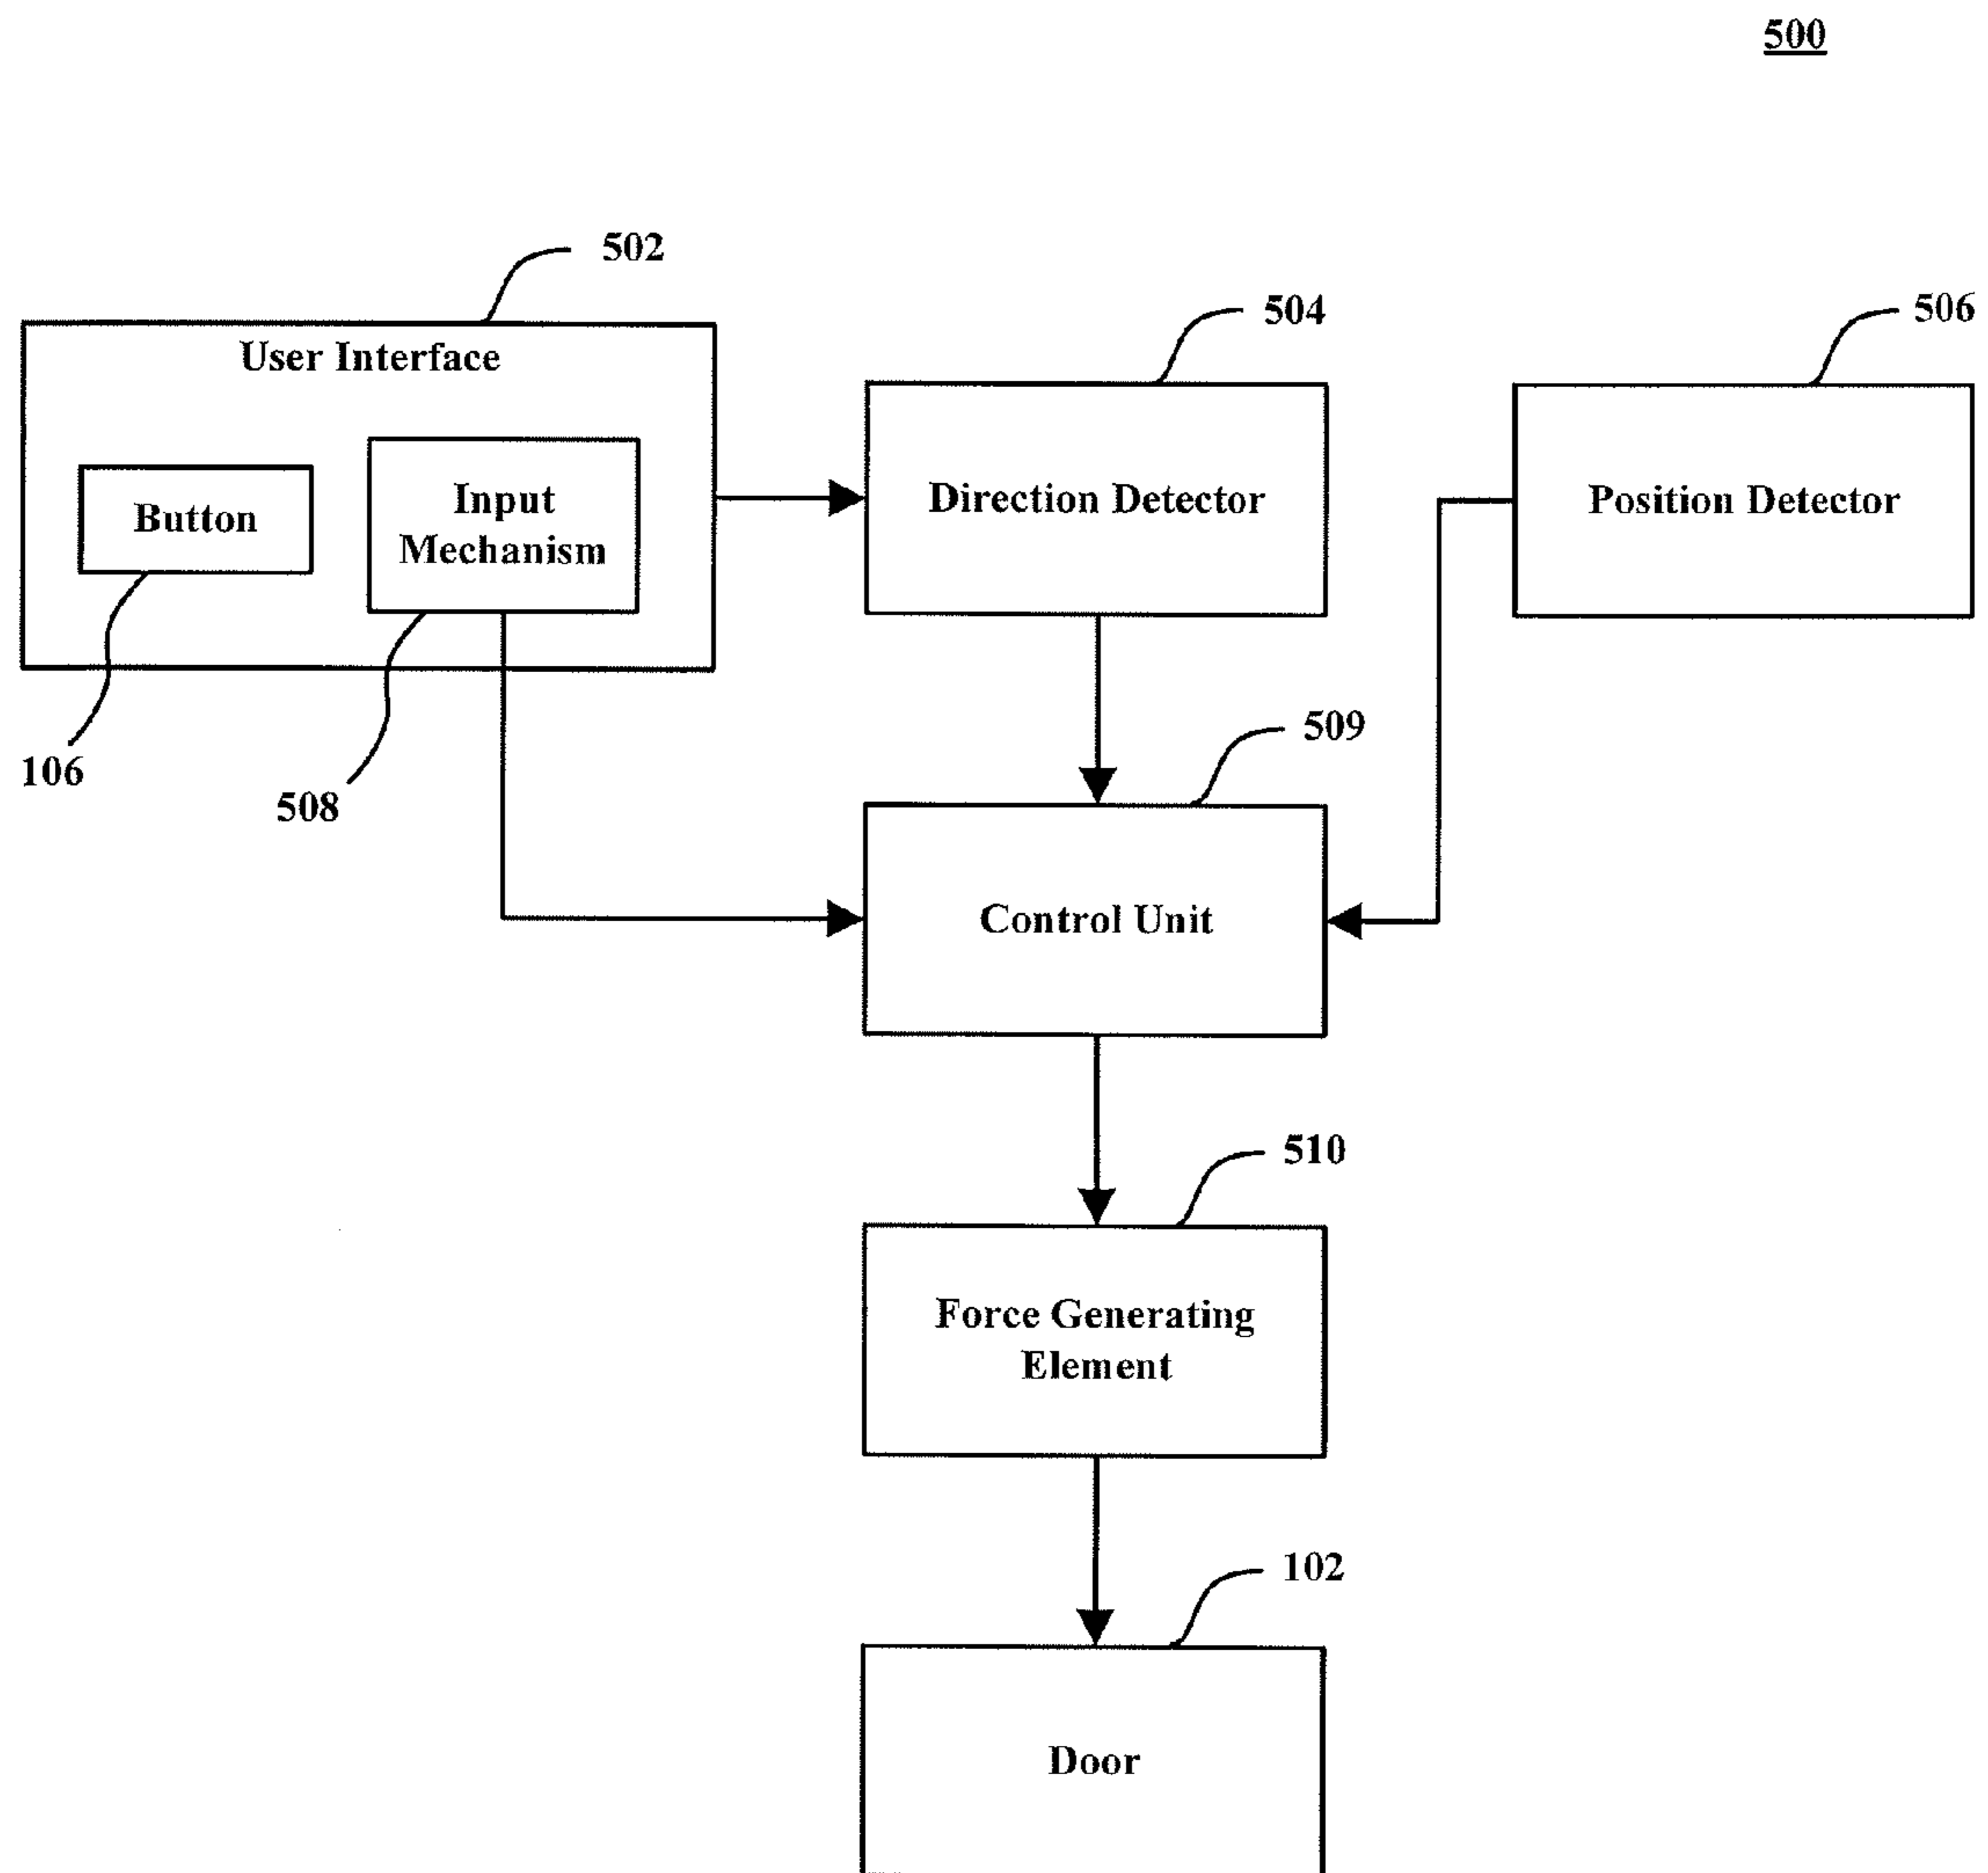 500
502
504
506
User Interface
Button
Input
Mechanism
Direction Detector
Position Detector
106
508
509
Control Unit
510
Force Generating
Element
102
Door